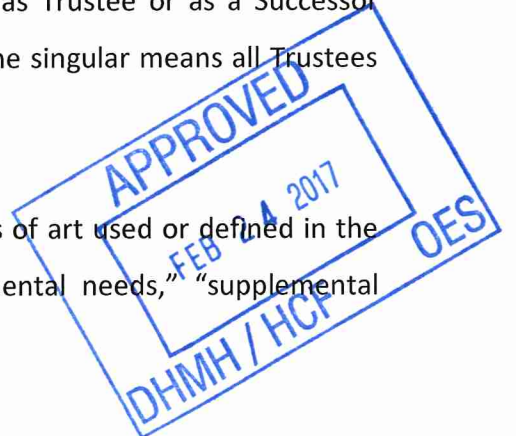 as Trustee or as a Successor
ne singular means all Trustees
APPROVED
FEB 24 2017
s of art used or defined in the
OES
ental needs,” “supplemental
DHMH / HCF